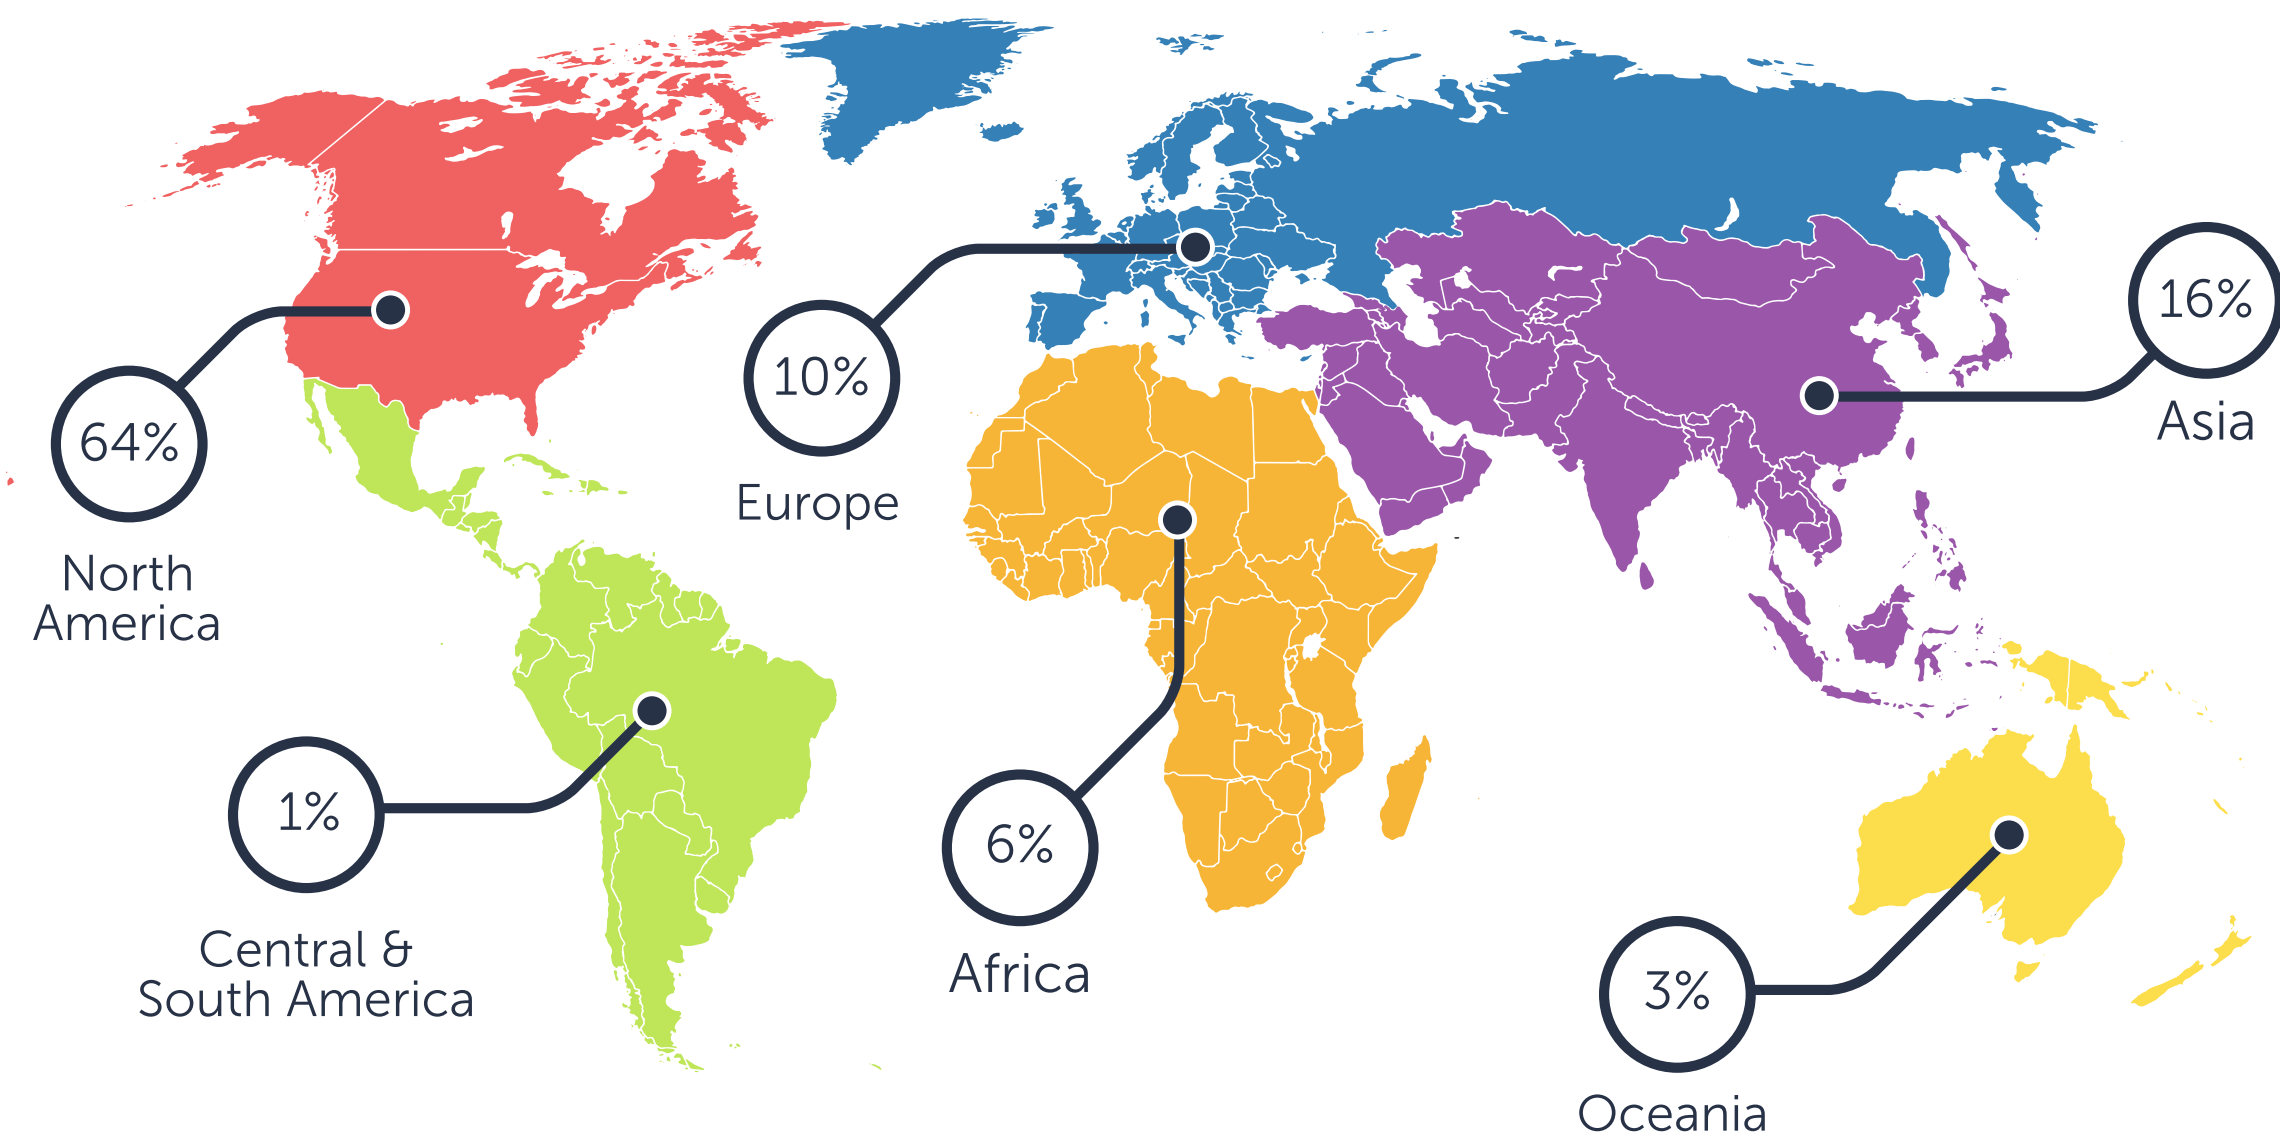 64%
North
America
10%
Europe
16%
Asia
1%
Central &
South America
6%
Africa
3%
Oceania